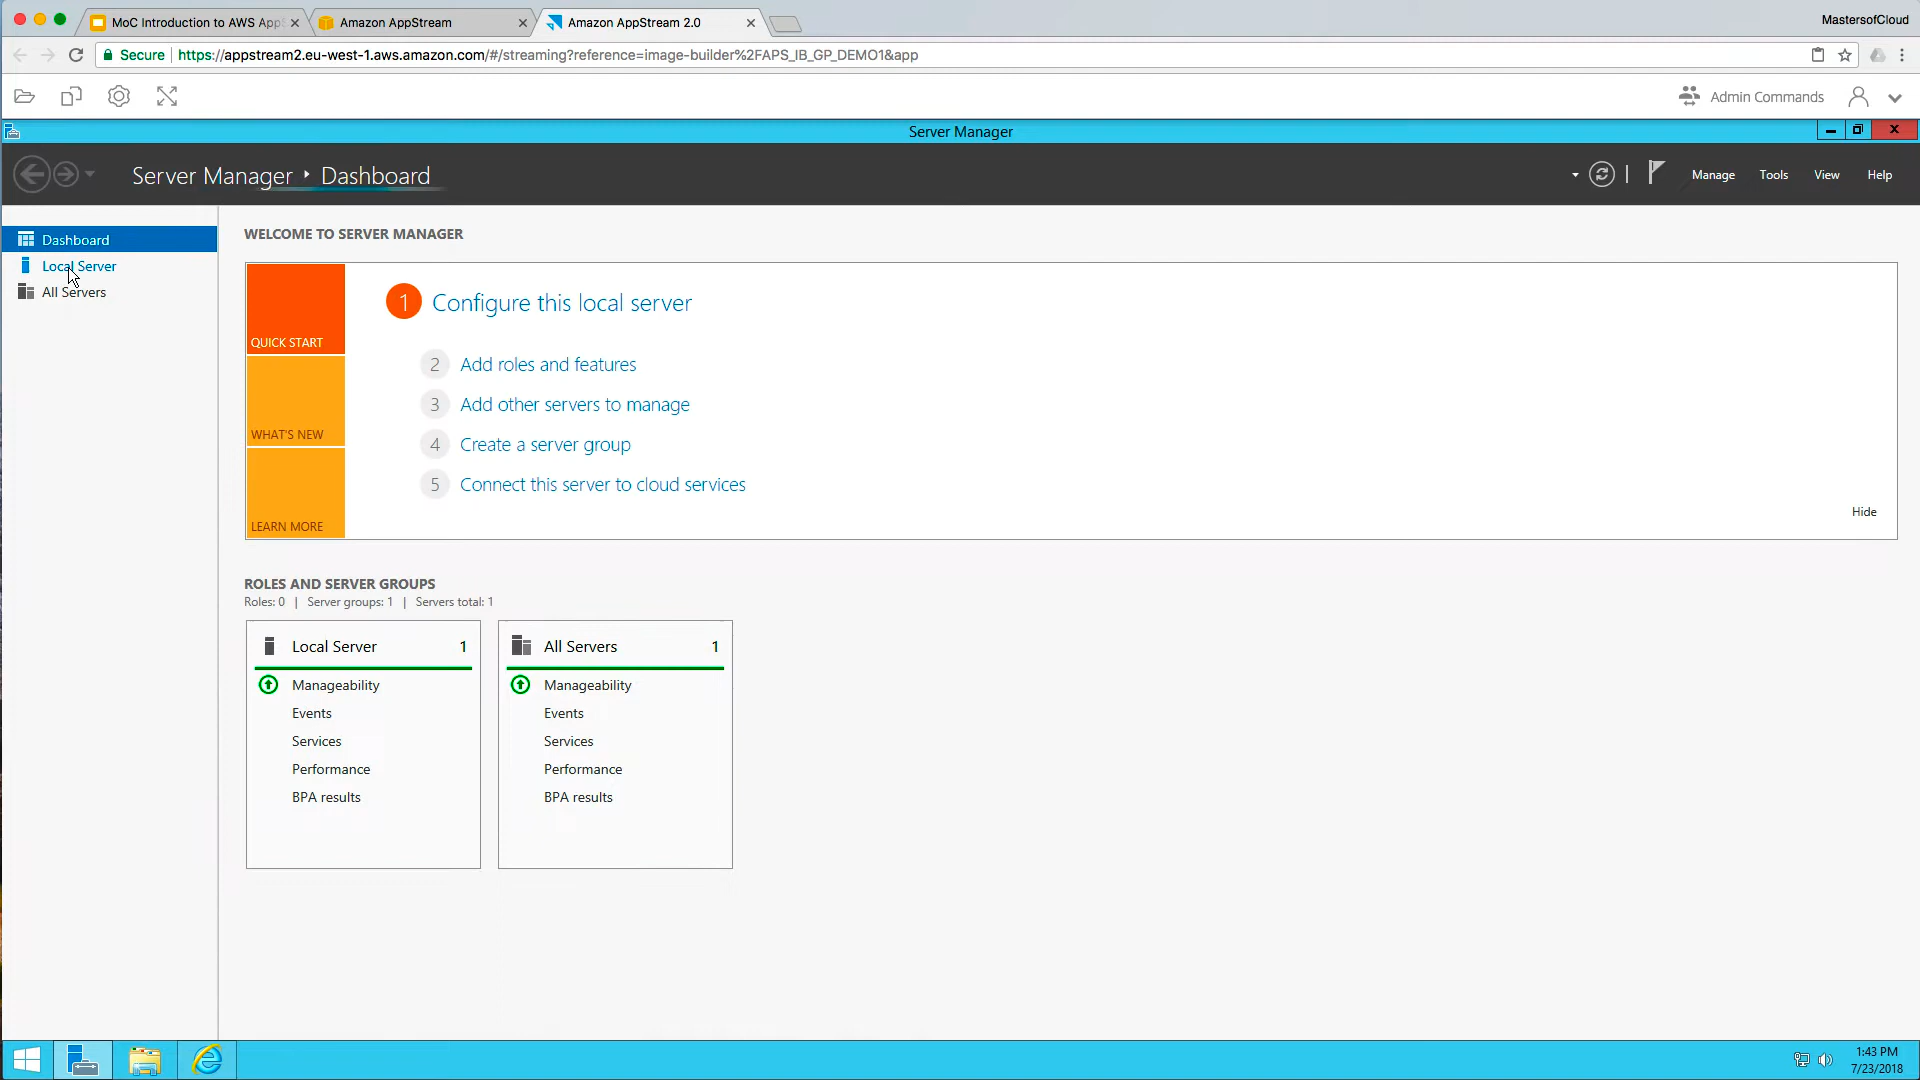 MoC Introduction to AWS AppS
Amazon AppStream
Amazon AppStream 2.0
MastersofCloud
Secure
https://appstream2.eu-west-1.aws.amazon.com/#/streaming?reference=image-builder%2FAPS_IB_GP_DEMO1&app
Admin Commands
Server Manager
Server Manager Dashboard
Manage
Tools
View
Help
Dashboard
Local Server
All Servers
WELCOME TO SERVER MANAGER
QUICK START
WHAT'S NEW
LEARN MORE
1 Configure this local server
2 Add roles and features
3 Add other servers to manage
4 Create a server group
5 Connect this server to cloud services
Hide
ROLES AND SERVER GROUPS
Roles: 0 | Server groups: 1 | Servers total: 1
Local Server 1
Manageability
Events
Services
Performance
BPA results
All Servers 1
Manageability
Events
Services
Performance
BPA results
1:43 PM
7/23/2018